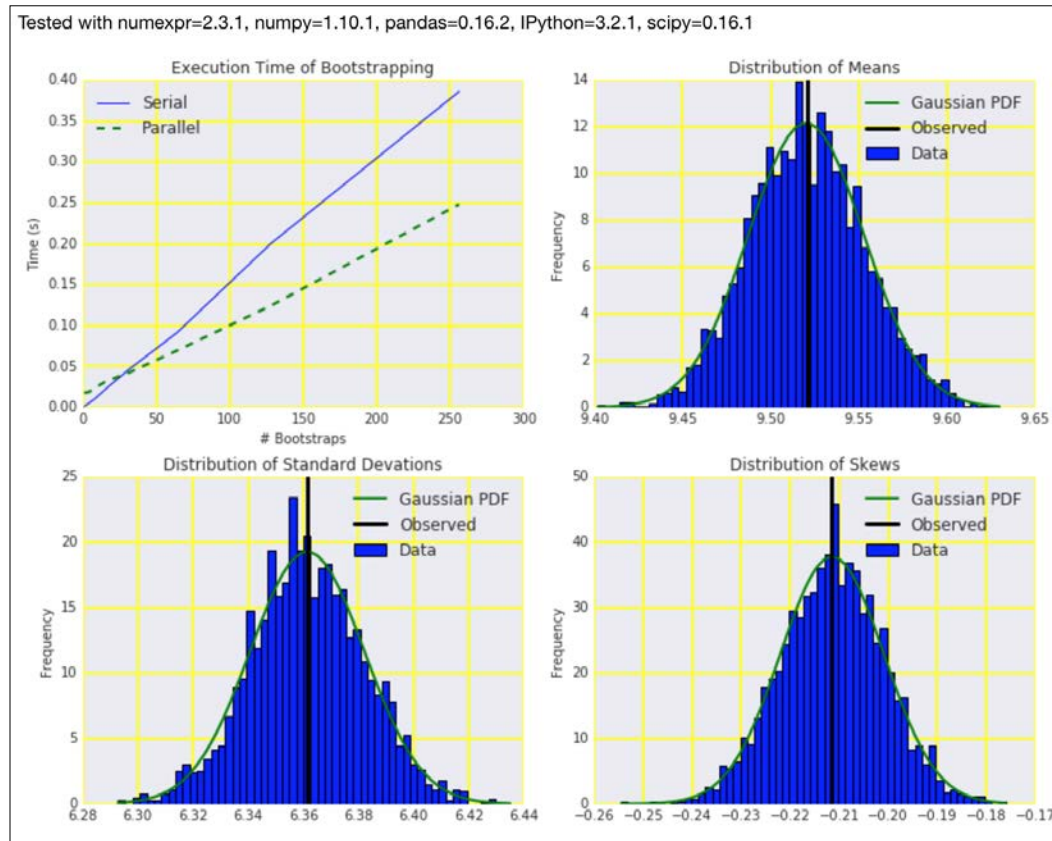 Tested with numexpr=2.3.1, numpy=1.10.1, pandas=0.16.2, IPython=3.2.1, scipy=0.16.1
Execution Time of Bootstrapping
0.40
0.35
0.30
0.25
0.20
0.15
0.10
0.05
0.00
Time (s)
Serial
Parallel
0 50 100 150 200 250 300
# Bootstraps
Distribution of Means
14
12
10
8
6
4
2
0
Frequency
Gaussian PDF
Observed
Data
9.40 9.45 9.50 9.55 9.60 9.65
Distribution of Standard Devations
25
20
15
10
5
0
Frequency
Gaussian PDF
Observed
Data
6.28 6.30 6.32 6.34 6.36 6.38 6.40 6.42 6.44
Distribution of Skews
50
40
30
20
10
0
Frequency
Gaussian PDF
Observed
Data
−0.26 −0.25 −0.24 −0.23 −0.22 −0.21 −0.20 −0.19 −0.18 −0.17